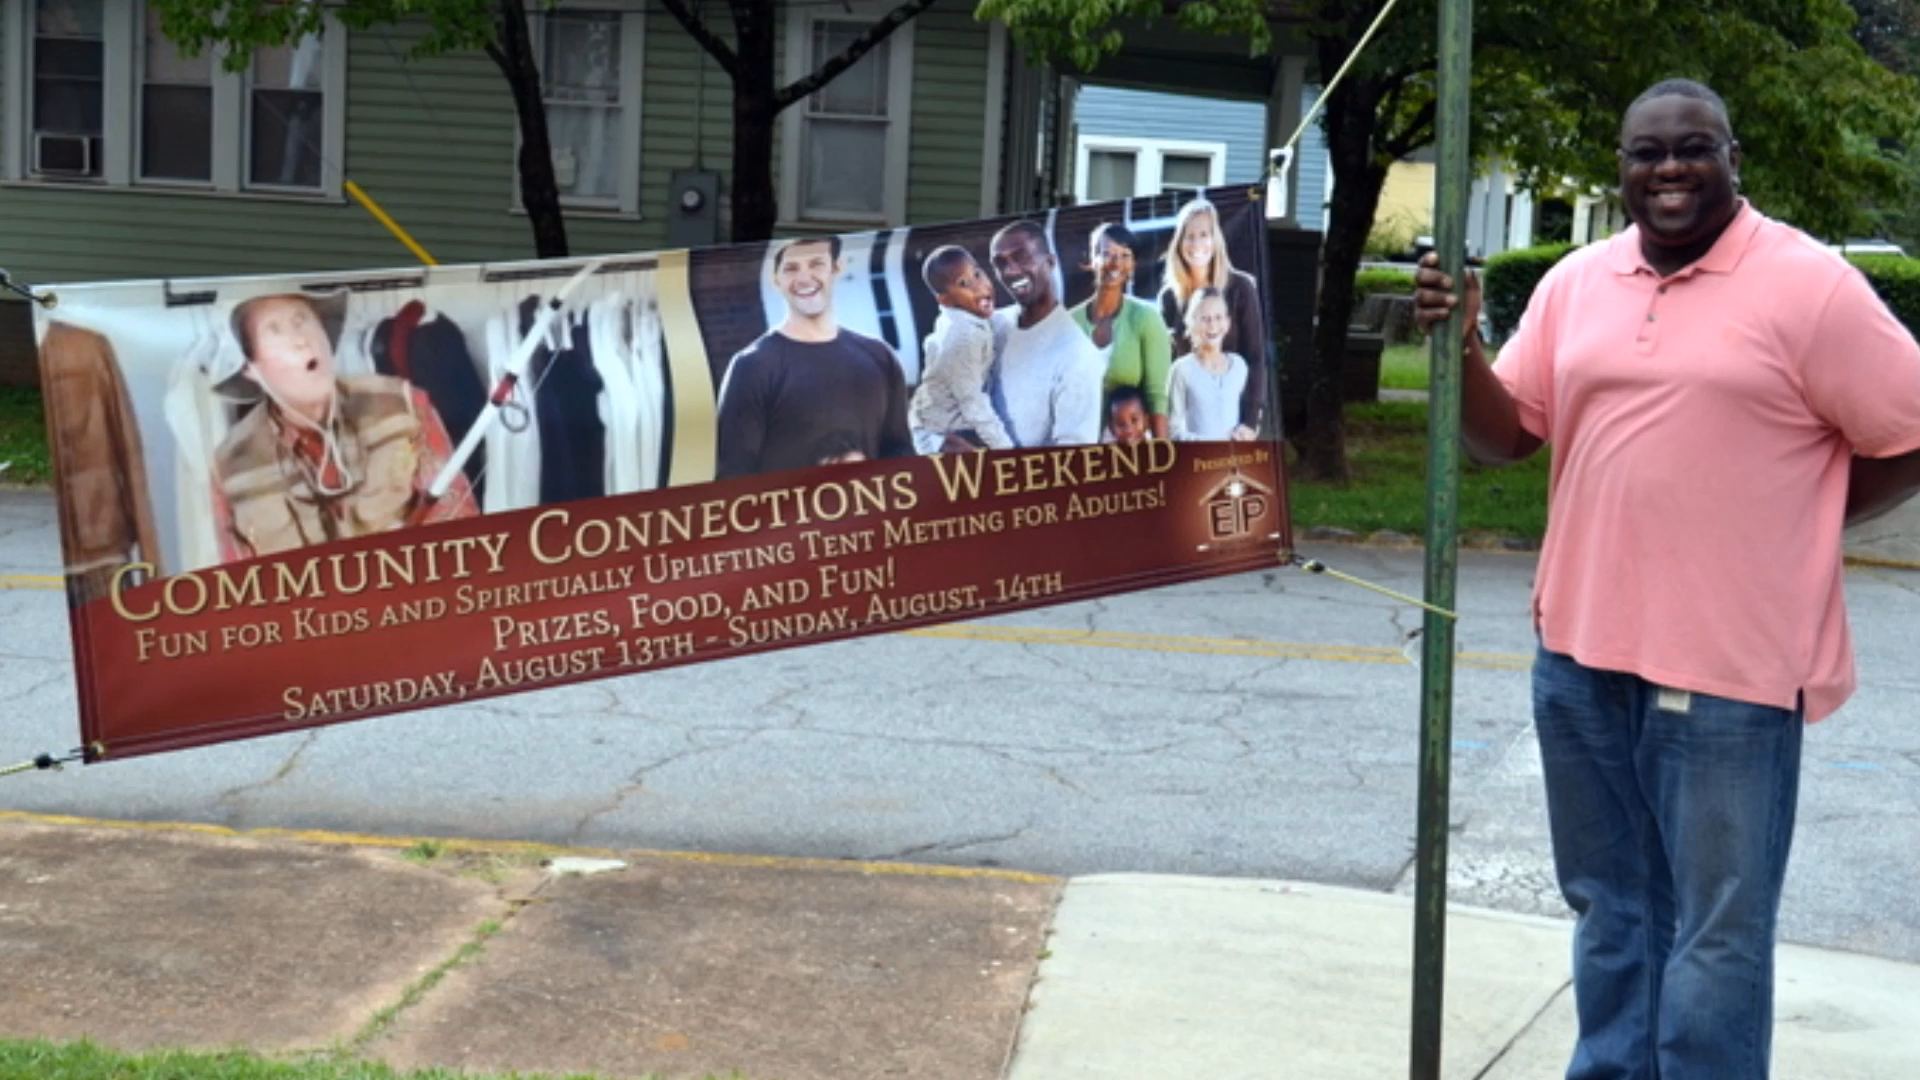 Community Connections Weekend
Fun for Kids and Spiritually Uplifting Tent Metting for Adults!
Prizes, Food, and Fun!
Saturday, August 13th - Sunday, August, 14th
Presented By
ETP